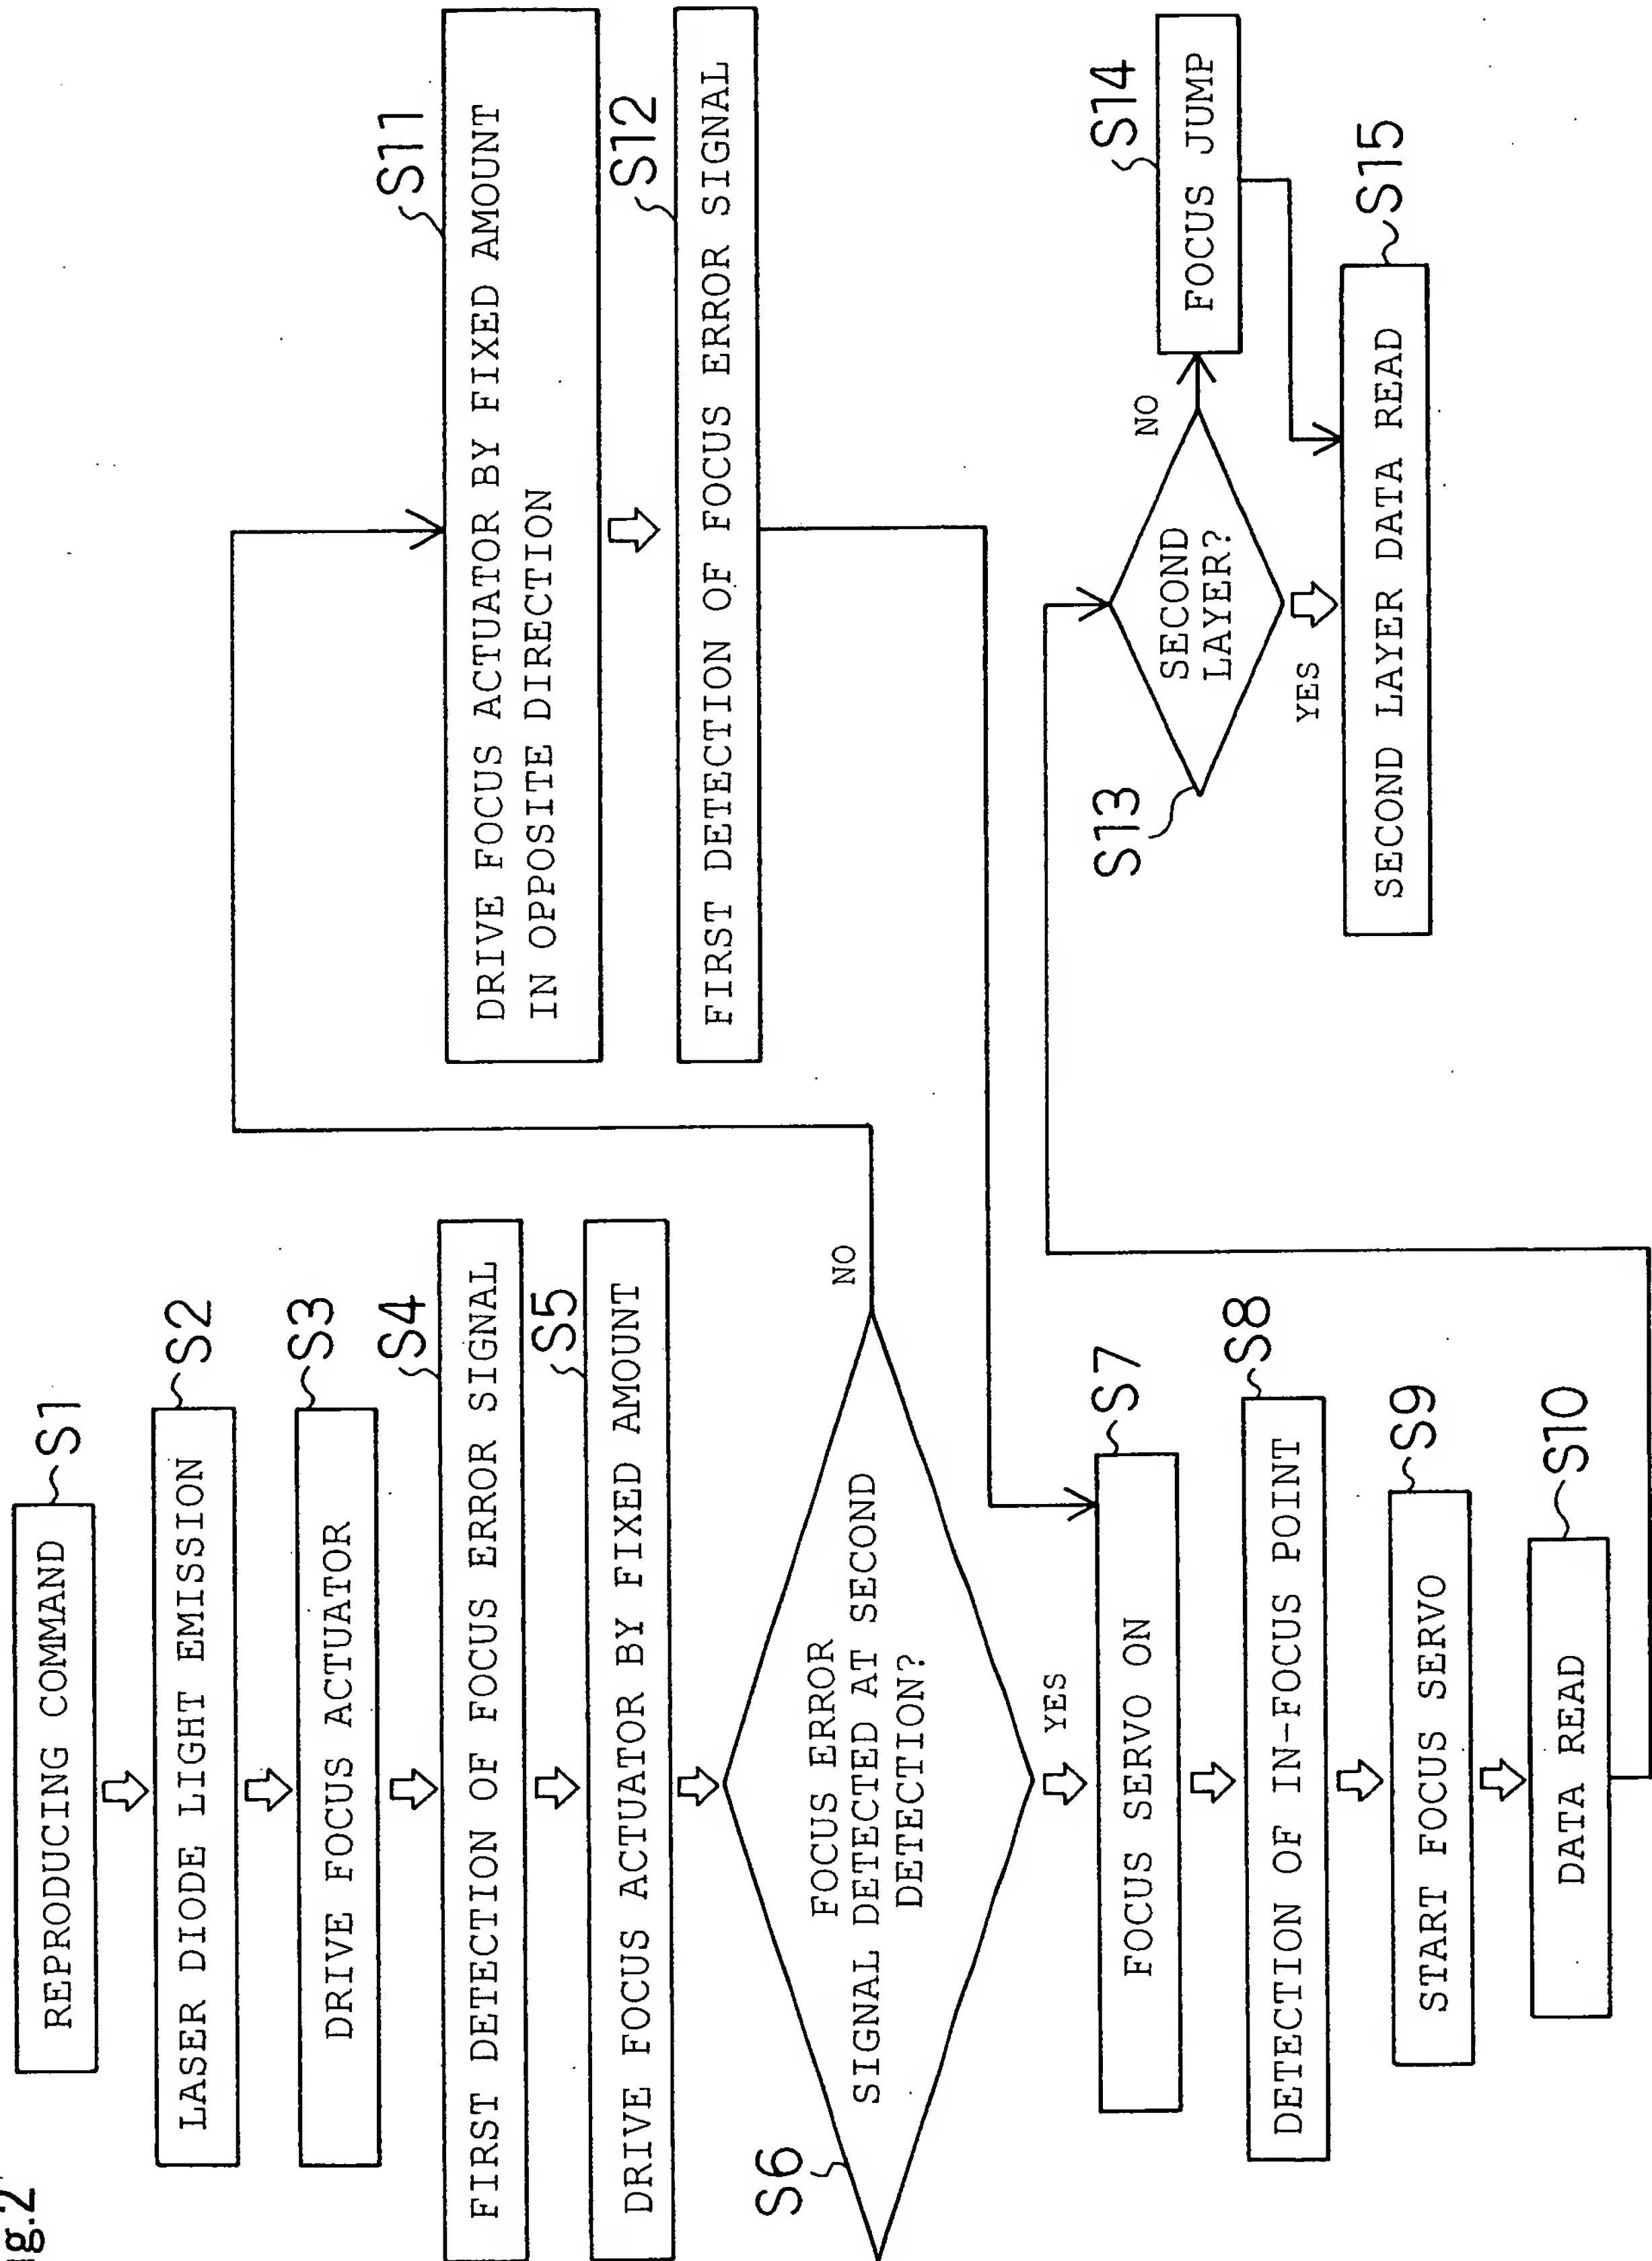 Fig.2
REPRODUCING COMMAND
S1
LASER DIODE LIGHT EMISSION
S2
DRIVE FOCUS ACTUATOR
S3
FIRST DETECTION OF FOCUS ERROR SIGNAL
S4
DRIVE FOCUS ACTUATOR BY FIXED AMOUNT
S5
S6
FOCUS ERROR
SIGNAL DETECTED AT SECOND
DETECTION?
NO
YES
FOCUS SERVO ON
S7
DETECTION OF IN-FOCUS POINT
S8
START FOCUS SERVO
S9
DATA READ
S10
DRIVE FOCUS ACTUATOR BY FIXED AMOUNT
IN OPPOSITE DIRECTION
S11
FIRST DETECTION OF FOCUS ERROR SIGNAL
S12
S13
SECOND
LAYER?
NO
YES
FOCUS JUMP
S14
SECOND LAYER DATA READ
S15